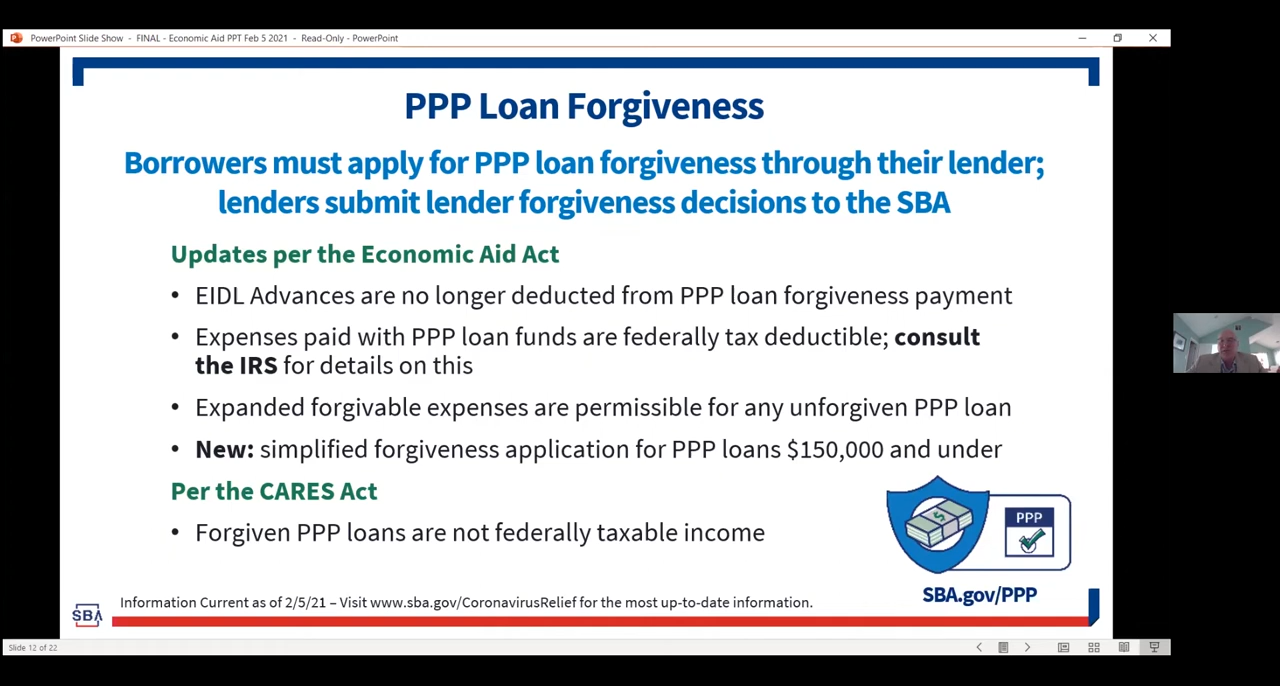 PowerPoint Slide Show - FINAL - Economic Aid PPT Feb 5 2021 - Read-Only - PowerPoint
PPP Loan Forgiveness
Borrowers must apply for PPP loan forgiveness through their lender;
lenders submit lender forgiveness decisions to the SBA
Updates per the Economic Aid Act
• EIDL Advances are no longer deducted from PPP loan forgiveness payment
• Expenses paid with PPP loan funds are federally tax deductible; consult
the IRS for details on this
• Expanded forgivable expenses are permissible for any unforgiven PPP loan
• New: simplified forgiveness application for PPP loans $150,000 and under
Per the CARES Act
• Forgiven PPP loans are not federally taxable income
$
PPP
SBA.gov/PPP
SBA
Information Current as of 2/5/21 – Visit www.sba.gov/CoronavirusRelief for the most up-to-date information.
Slide 12 of 22